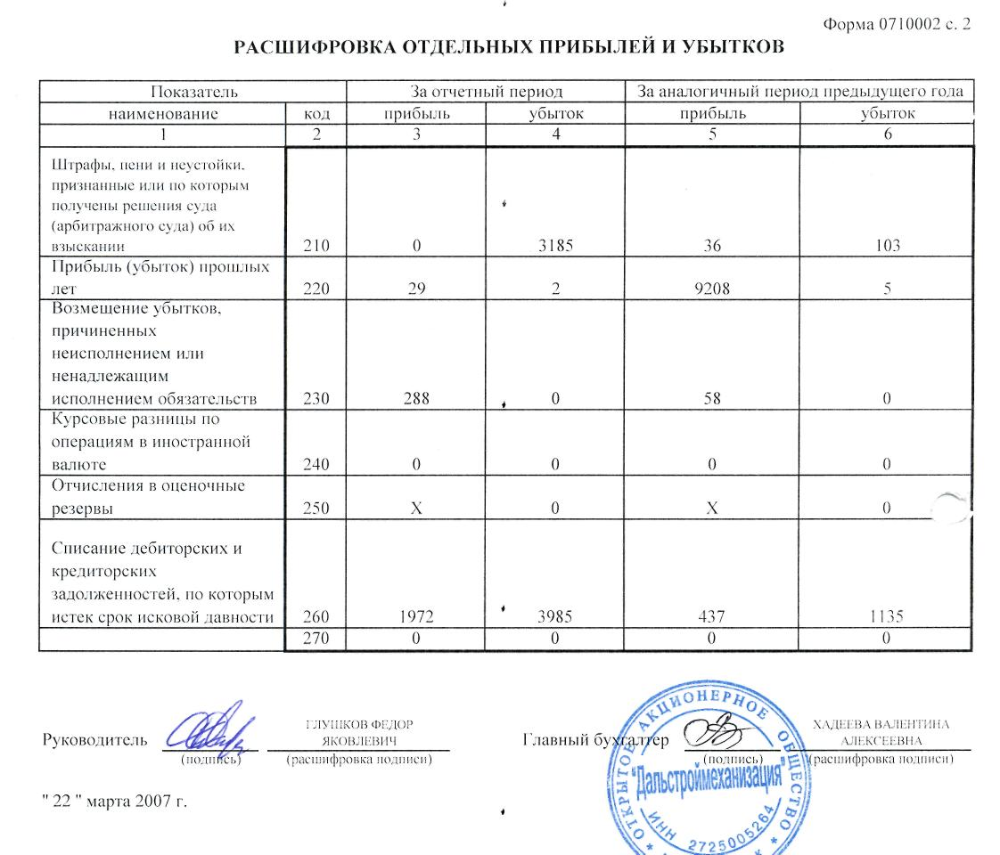 Форма 0710002 с. 2
РАСШИФРОВКА ОТДЕЛЬНЫХ ПРИБЫЛЕЙ И УБЫТКОВ
Показатель За отчетный период За аналогичный период предыдущего года
наименование код прибыль убыток прибыль убыток
1 2 3 4 5 6
Штрафы, пени и неустойки,
признанные или по которым
получены решения суда
(арбитражного суда) об их
взыскании 210 0 3185 36 103
Прибыль (убыток) прошлых
лет 220 29 2 9208 5
Возмещение убытков,
причиненных
неисполнением или
ненадлежащим
исполнением обязательств 230 288 0 58 0
Курсовые разницы по
операциям в иностранной
валюте 240 0 0 0 0
Отчисления в оценочные
резервы 250 X 0 X 0
Списание дебиторских и
кредиторских
задолженностей, по которым
истек срок исковой давности 260 1972 3985 437 1135
270 0 0 0 0
Руководитель
(подпись)
ГЛУШКОВ ФЕДОР
ЯКОВЛЕВИЧ
(расшифровка подписи)
Главный бухгалтер
(подпись)
ХАДЕЕВА ВАЛЕНТИНА
АЛЕКСЕЕВНА
(расшифровка подписи)
" 22 " марта 2007 г.
* ОТКРЫТОЕ АКЦИОНЕРНОЕ ОБЩЕСТВО *
"Дальстроймеханизация"
ИНН 2725005264